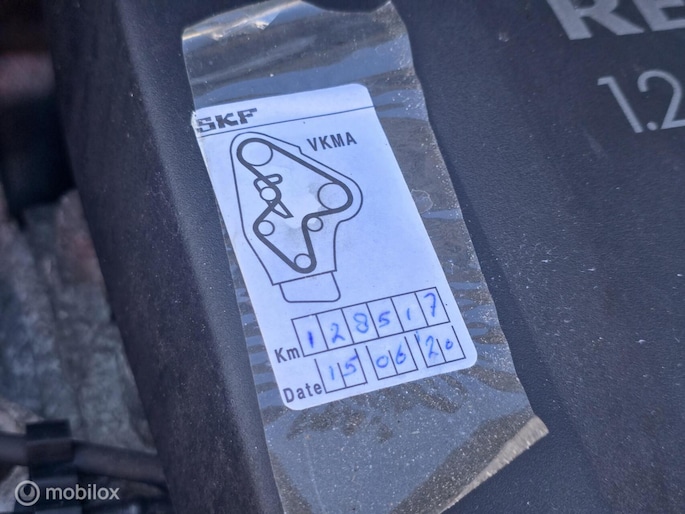 RE
1.2
SKF
VKMA
Km 128517
Date 15 06 20
mobilox